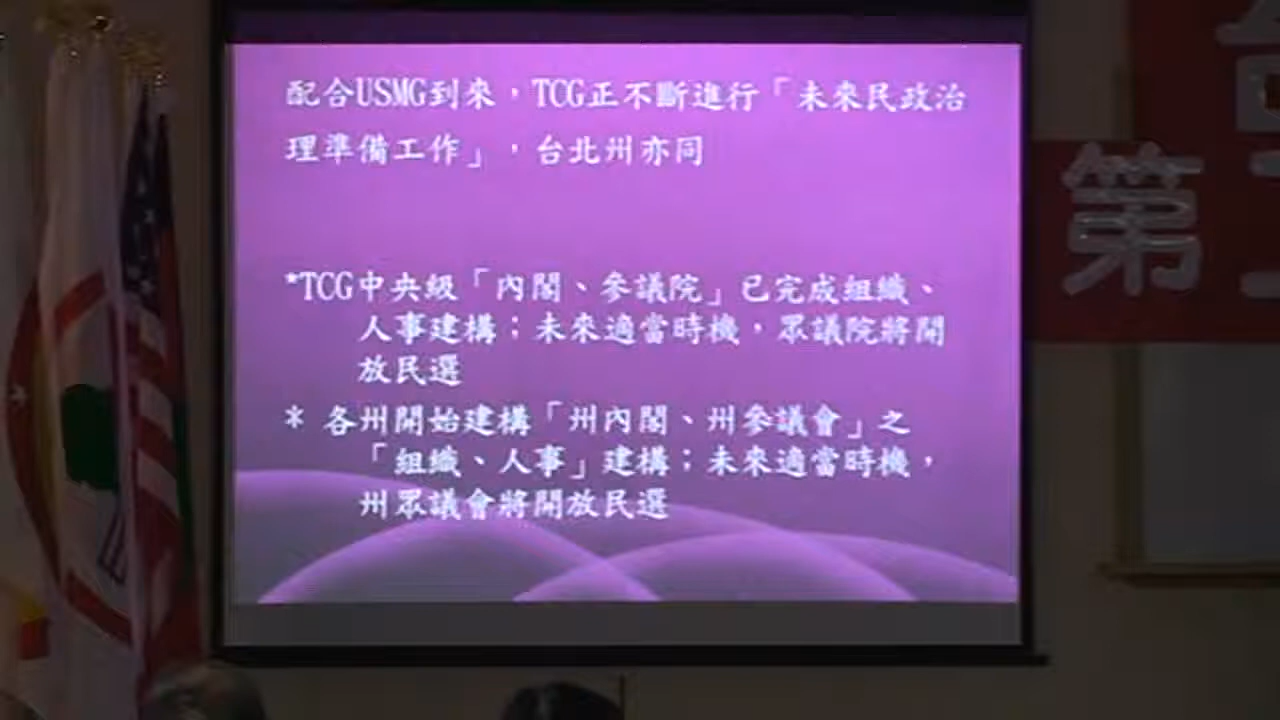 配合USMG到來，TCG正不斷進行「未來民政治
理準備工作」，台北州亦同
*TCG中央級「內閣、參議院」已完成組織、
人事建構；未來適當時機，眾議院將開
放民選
* 各州開始建構「州內閣、州參議會」之
「組織、人事」建構；未來適當時機，
州眾議會將開放民選
第